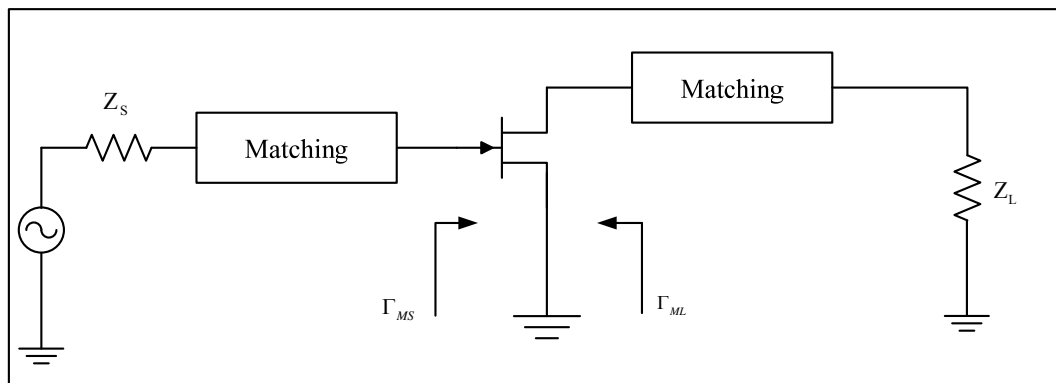 Z_S
Matching
Matching
Z_L
Γ_MS
Γ_ML